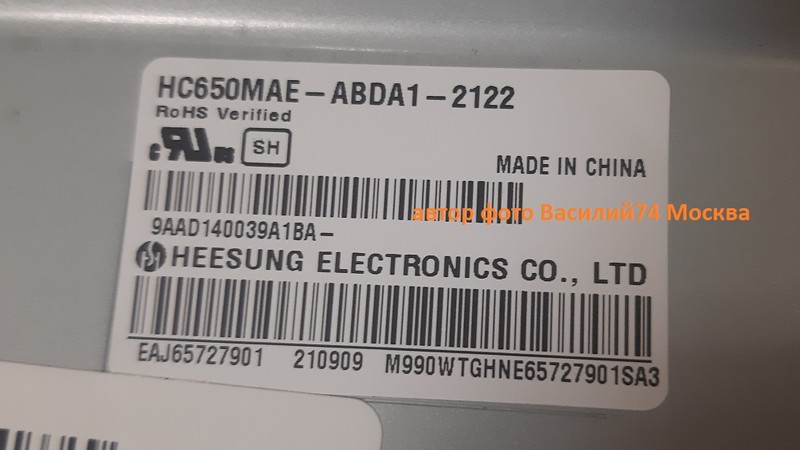 HC650MAE-ABDA1-2122
RoHS Verified
SH
MADE IN CHINA
автор фото Василий74 Москва
9AAD140039A1BA-
HEESUNG ELECTRONICS CO., LTD
EAJ65727901 210909 M990WTGHNE65727901SA3